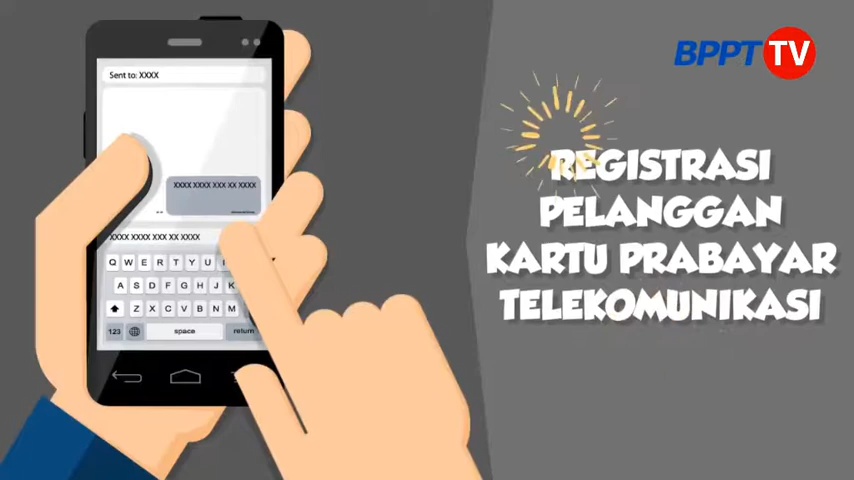 BPPT TV
Sent to: XXXX
REGISTRASI
PELANGGAN
KARTU PRABAYAR
TELEKOMUNIKASI
XXXX XXXX XXX XX XXXX
XXXX XXXX XXX XX XXXX
Q W E R T Y U
A S D F G H J K
Z X C V B N M
123 space return